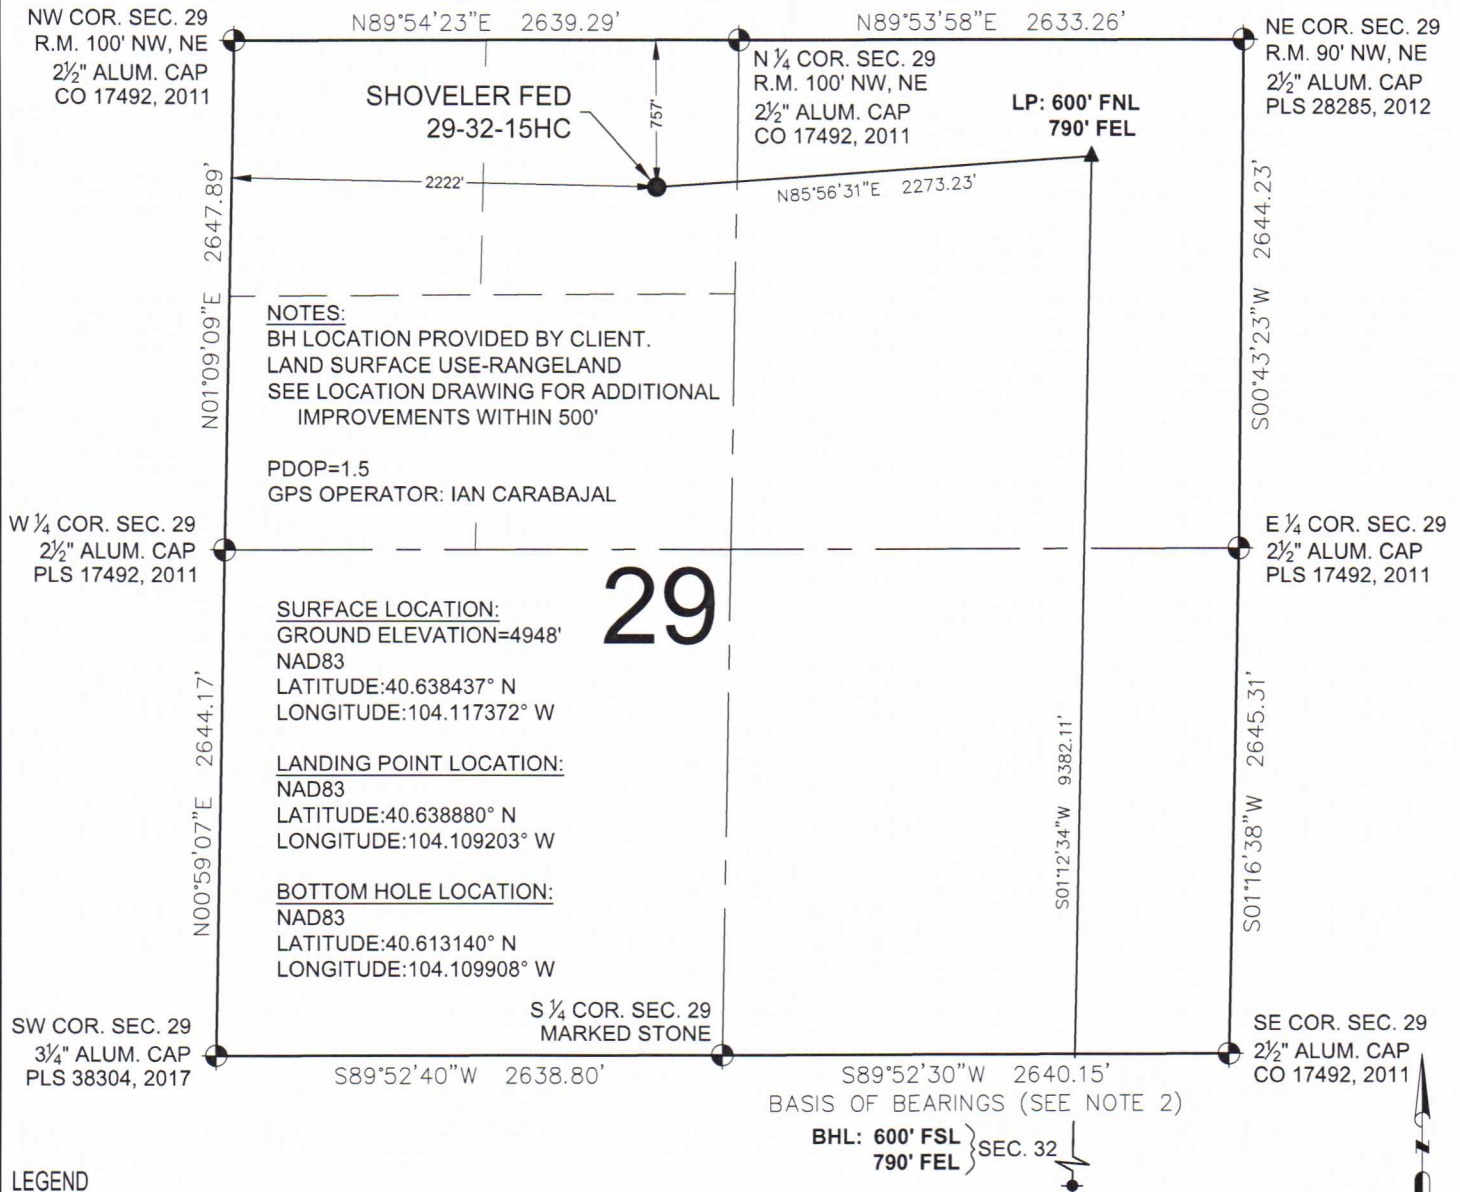 NW COR. SEC. 29
R.M. 100' NW, NE
2½" ALUM. CAP
CO 17492, 2011
N89°54'23"E 2639.29'
N89°53'58"E 2633.26'
NE COR. SEC. 29
R.M. 90' NW, NE
2½" ALUM. CAP
PLS 28285, 2012
N ¼ COR. SEC. 29
R.M. 100' NW, NE
2½" ALUM. CAP
CO 17492, 2011
SHOVELER FED
29-32-15HC
757'
LP: 600' FNL
790' FEL
2222'
N85°56'31"E 2273.23'
N01°09'09"E 2647.89'
S00°43'23"W 2644.23'
NOTES:
BH LOCATION PROVIDED BY CLIENT.
LAND SURFACE USE-RANGELAND
SEE LOCATION DRAWING FOR ADDITIONAL
IMPROVEMENTS WITHIN 500'
PDOP=1.5
GPS OPERATOR: IAN CARABAJAL
W ¼ COR. SEC. 29
2½" ALUM. CAP
PLS 17492, 2011
E ¼ COR. SEC. 29
2½" ALUM. CAP
PLS 17492, 2011
29
SURFACE LOCATION:
GROUND ELEVATION=4948'
NAD83
LATITUDE:40.638437° N
LONGITUDE:104.117372° W
LANDING POINT LOCATION:
NAD83
LATITUDE:40.638880° N
LONGITUDE:104.109203° W
BOTTOM HOLE LOCATION:
NAD83
LATITUDE:40.613140° N
LONGITUDE:104.109908° W
N00°59'07"E 2644.17'
S01°12'34"W 9382.11'
S01°16'38"W 2645.31'
S ¼ COR. SEC. 29
MARKED STONE
SW COR. SEC. 29
3¼" ALUM. CAP
PLS 38304, 2017
SE COR. SEC. 29
2½" ALUM. CAP
CO 17492, 2011
S89°52'40"W 2638.80'
S89°52'30"W 2640.15'
BASIS OF BEARINGS (SEE NOTE 2)
BHL: 600' FSL
790' FEL
SEC. 32
LEGEND